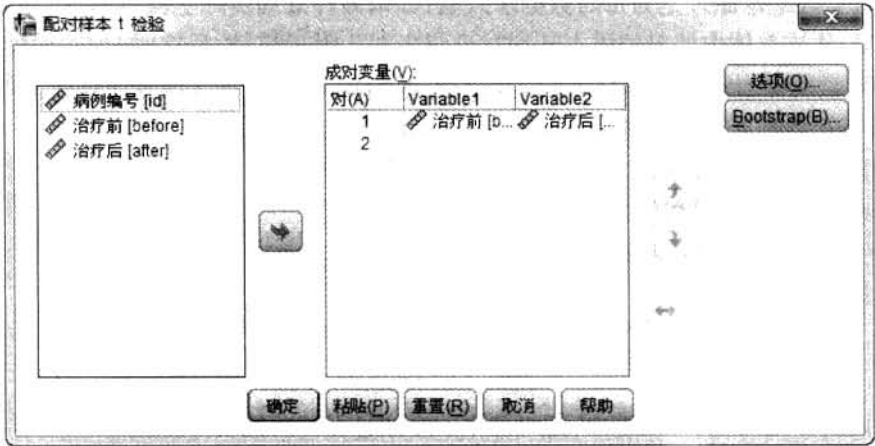 配对样本 t 检验
成对变量(V):
病例编号 [id]
治疗前 [before]
治疗后 [after]
对(A) Variable1 Variable2
1 治疗前 [b... 治疗后 [...
2
选项(O)...
Bootstrap(B)...
确定 粘贴(P) 重置(R) 取消 帮助